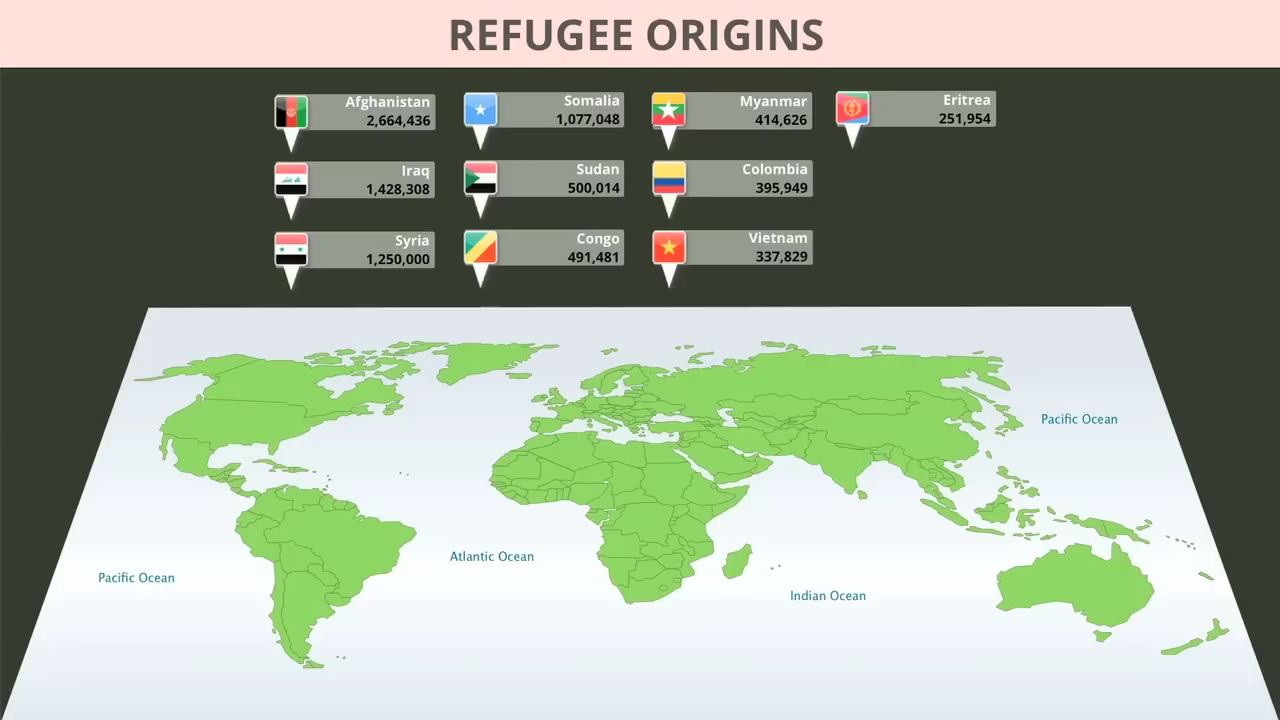 REFUGEE ORIGINS
Afghanistan
2,664,436
Somalia
1,077,048
Myanmar
414,626
Eritrea
251,954
Iraq
1,428,308
Sudan
500,014
Colombia
395,949
Syria
1,250,000
Congo
491,481
Vietnam
337,829
Pacific Ocean
Atlantic Ocean
Pacific Ocean
Indian Ocean